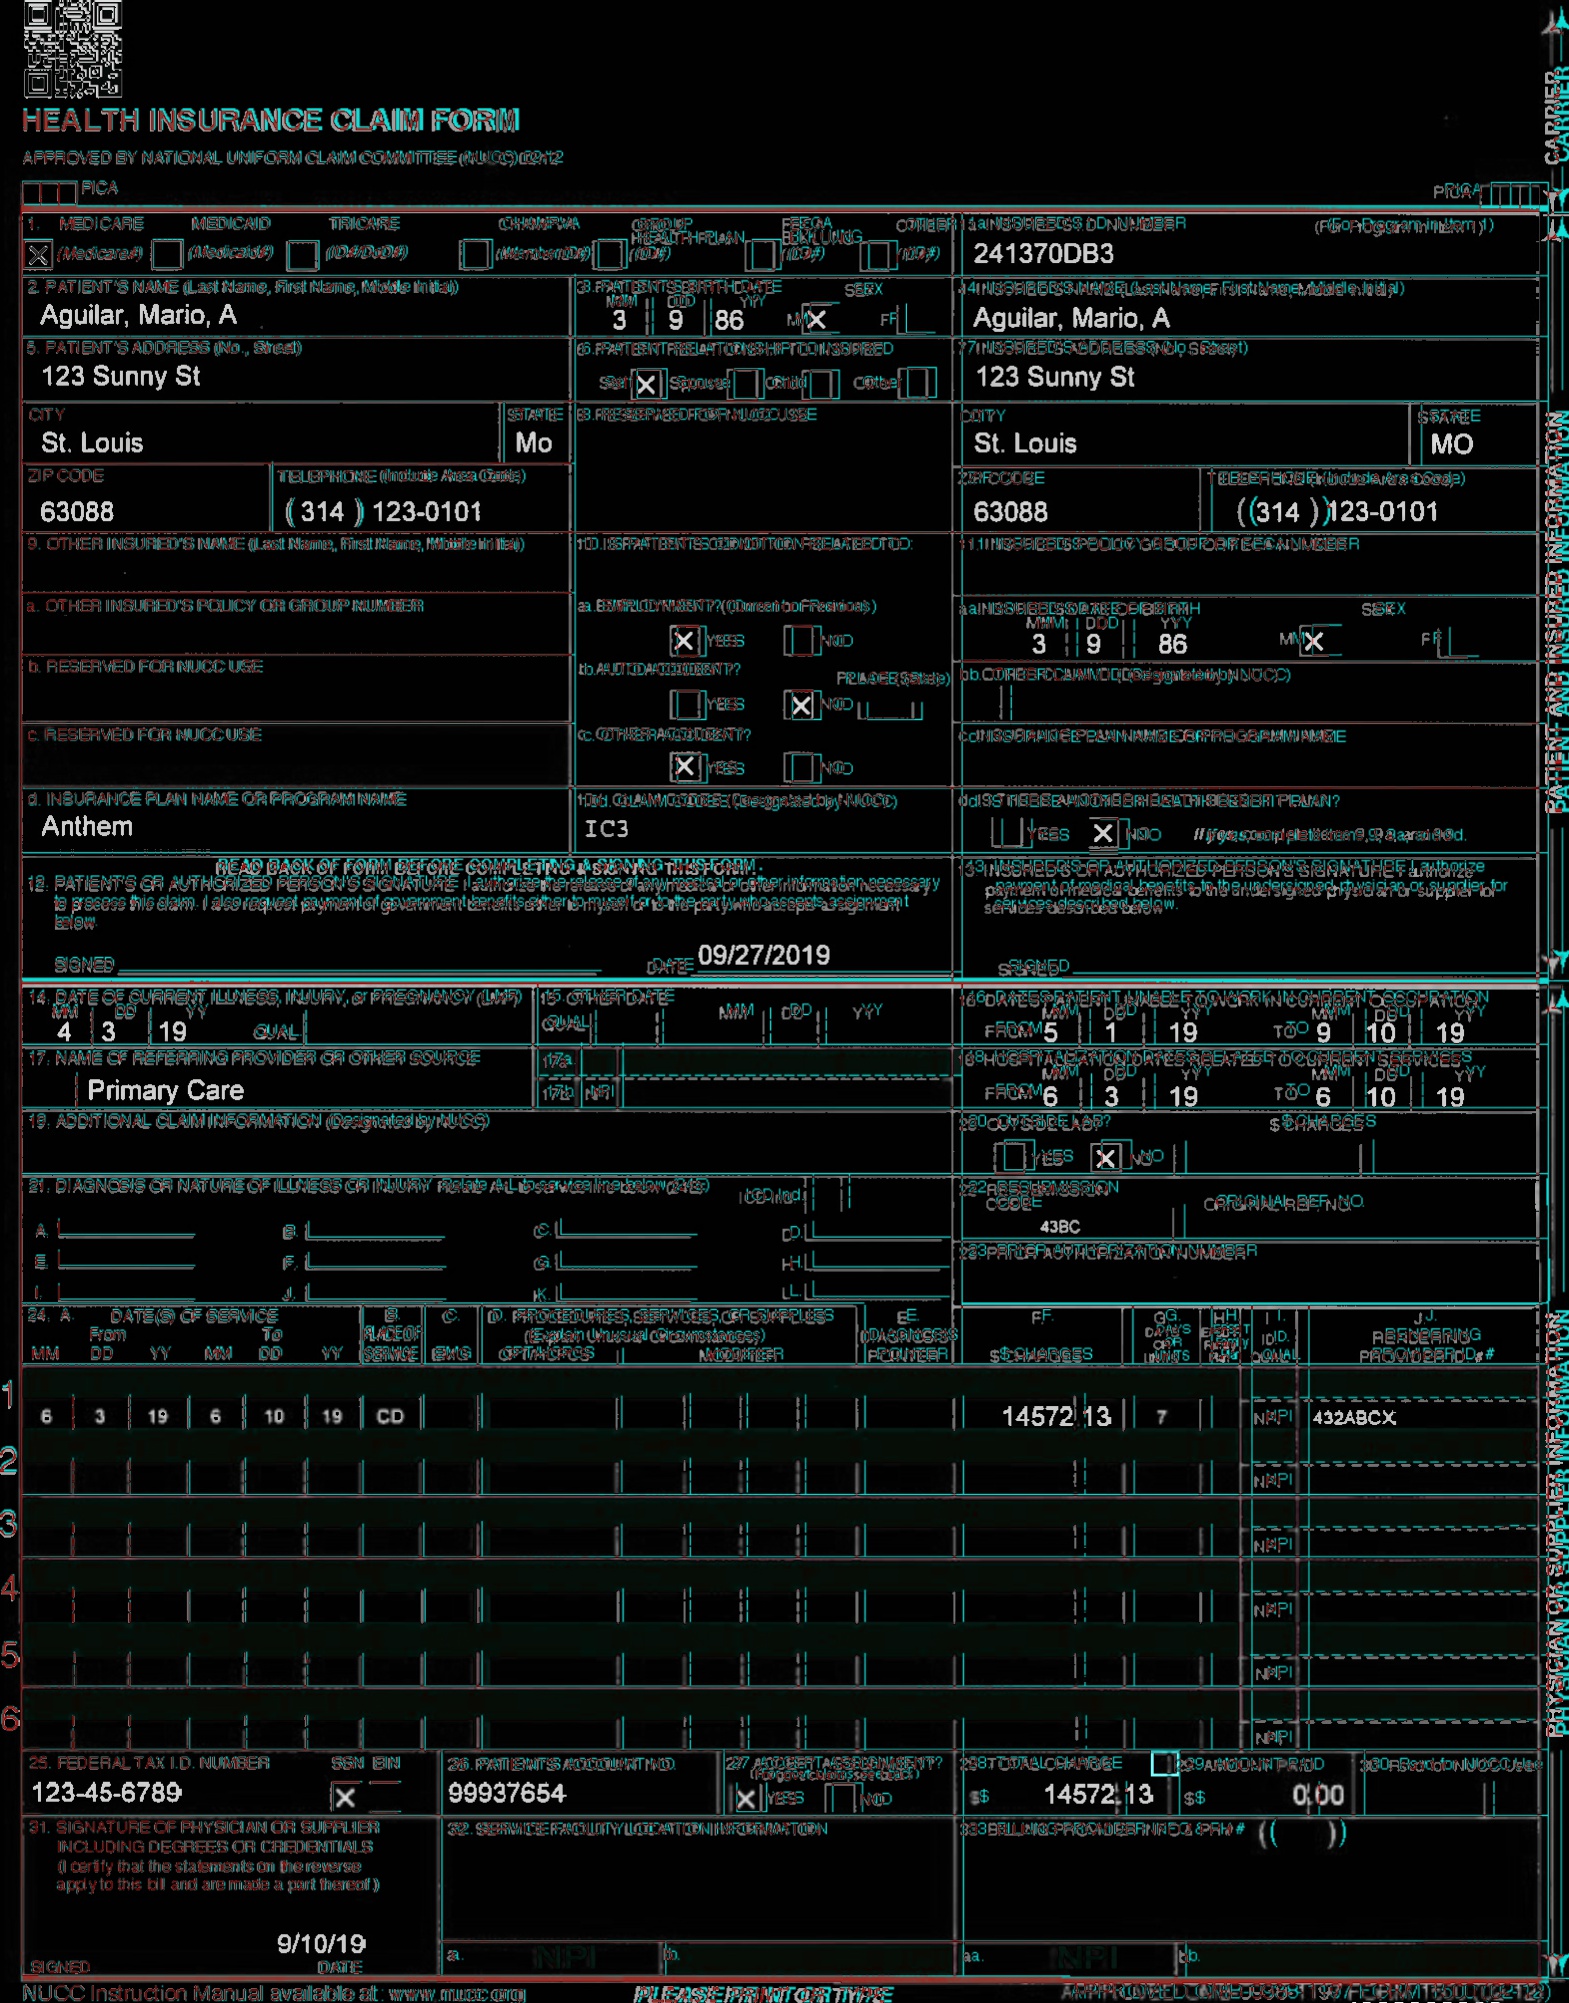 HEALTH INSURANCE CLAIM FORM
APPROVED BY NATIONAL UNIFORM CLAIM COMMITTEE (NUCC) 02/12
PICA
PICA
CARRIER
1. MEDICARE MEDICAID TRICARE CHAMPVA GROUP HEALTH PLAN FECA BLK LUNG OTHER
(Medicare#) (Medicaid#) (ID#/DoD#) (Member ID#) (ID#) (ID#) (ID#)
1a. INSURED'S I.D. NUMBER (For Program in Item 1)
241370DB3
2. PATIENT'S NAME (Last Name, First Name, Middle Initial)
Aguilar, Mario, A
3. PATIENT'S BIRTH DATE SEX
MM DD YY
3 9 86 M X F
4. INSURED'S NAME (Last Name, First Name, Middle Initial)
Aguilar, Mario, A
5. PATIENT'S ADDRESS (No., Street)
123 Sunny St
6. PATIENT RELATIONSHIP TO INSURED
Self X Spouse Child Other
7. INSURED'S ADDRESS (No., Street)
123 Sunny St
CITY STATE
St. Louis Mo
8. RESERVED FOR NUCC USE
CITY STATE
St. Louis MO
ZIP CODE TELEPHONE (Include Area Code)
63088 ( 314 ) 123-0101
ZIP CODE TELEPHONE (Include Area Code)
63088 ( 314 ) 123-0101
9. OTHER INSURED'S NAME (Last Name, First Name, Middle Initial)
10. IS PATIENT'S CONDITION RELATED TO:
11. INSURED'S POLICY GROUP OR FECA NUMBER
a. OTHER INSURED'S POLICY OR GROUP NUMBER
a. EMPLOYMENT? (Current or Previous)
X YES NO
a. INSURED'S DATE OF BIRTH SEX
MM DD YY
3 9 86 M X F
b. RESERVED FOR NUCC USE
b. AUTO ACCIDENT? PLACE (State)
YES X NO
b. OTHER CLAIM ID (Designated by NUCC)
c. RESERVED FOR NUCC USE
c. OTHER ACCIDENT?
X YES NO
c. INSURANCE PLAN NAME OR PROGRAM NAME
d. INSURANCE PLAN NAME OR PROGRAM NAME
Anthem
10d. CLAIM CODES (Designated by NUCC)
IC3
d. IS THERE ANOTHER HEALTH BENEFIT PLAN?
YES X NO If yes, complete items 9, 9a, and 9d.
PATIENT AND INSURED INFORMATION
READ BACK OF FORM BEFORE COMPLETING & SIGNING THIS FORM.
12. PATIENT'S OR AUTHORIZED PERSON'S SIGNATURE I authorize the release of any medical or other information necessary
to process this claim. I also request payment of government benefits either to myself or to the party who accepts assignment
below.
SIGNED DATE 09/27/2019
13. INSURED'S OR AUTHORIZED PERSON'S SIGNATURE I authorize
payment of medical benefits to the undersigned physician or supplier for
services described below.
SIGNED
14. DATE OF CURRENT ILLNESS, INJURY, or PREGNANCY (LMP)
MM DD YY
4 3 19 QUAL
15. OTHER DATE
QUAL MM DD YY
16. DATES PATIENT UNABLE TO WORK IN CURRENT OCCUPATION
MM DD YY MM DD YY
FROM 5 1 19 TO 9 10 19
17. NAME OF REFERRING PROVIDER OR OTHER SOURCE
Primary Care
17a
17b NPI
18. HOSPITALIZATION DATES RELATED TO CURRENT SERVICES
MM DD YY MM DD YY
FROM 6 3 19 TO 6 10 19
19. ADDITIONAL CLAIM INFORMATION (Designated by NUCC)
20. OUTSIDE LAB? $ CHARGES
YES X NO
21. DIAGNOSIS OR NATURE OF ILLNESS OR INJURY Relate A-L to service line below (24E)
ICD Ind.
A. B. C. D.
E. F. G. H.
I. J. K. L.
22. RESUBMISSION
CODE ORIGINAL REF. NO.
43BC
23. PRIOR AUTHORIZATION NUMBER
24. A. DATE(S) OF SERVICE
From To
MM DD YY MM DD YY
B. PLACE OF SERVICE
C. EMG
D. PROCEDURES, SERVICES, OR SUPPLIES
(Explain Unusual Circumstances)
CPT/HCPCS MODIFIER
E. DIAGNOSIS POINTER
F. $ CHARGES
G. DAYS OR UNITS
H.
I. ID. QUAL
J. RENDERING PROVIDER ID. #
1
6 3 19 6 10 19 CD 14572 13 7 NPI 432ABCX
2
NPI
3
NPI
4
NPI
5
NPI
6
NPI
PHYSICIAN OR SUPPLIER INFORMATION
25. FEDERAL TAX I.D. NUMBER SSN EIN
123-45-6789 X
26. PATIENT'S ACCOUNT NO.
99937654
27. ACCEPT ASSIGNMENT?
X YES NO
28. TOTAL CHARGE
$ 14572 13
29. AMOUNT PAID
$ 0 00
30. Rsvd for NUCC Use
31. SIGNATURE OF PHYSICIAN OR SUPPLIER
INCLUDING DEGREES OR CREDENTIALS
(I certify that the statements on the reverse
apply to this bill and are made a part thereof.)
9/10/19
SIGNED DATE
32. SERVICE FACILITY LOCATION INFORMATION
a. NPI b.
33. BILLING PROVIDER INFO & PH # ( )
a. NPI b.
NUCC Instruction Manual available at: www.nucc.org
PLEASE PRINT OR TYPE